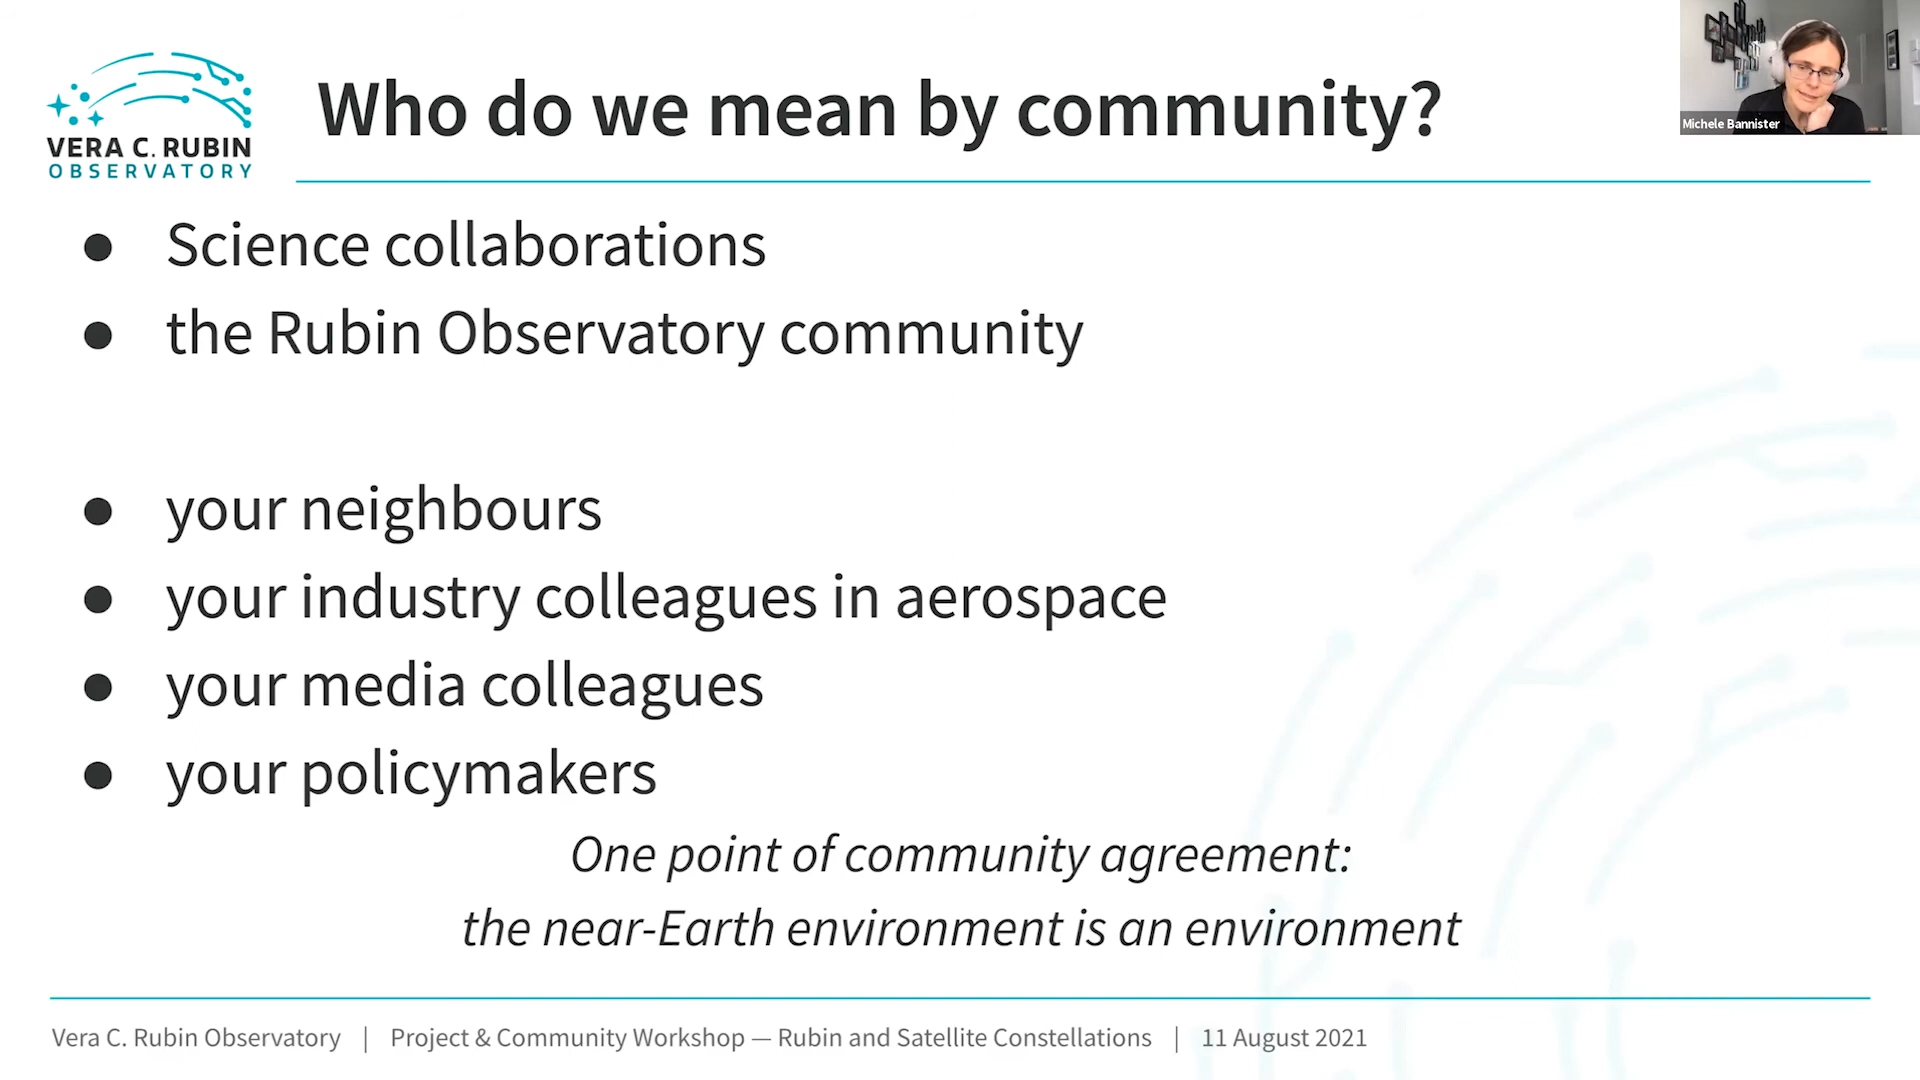 VERA C. RUBIN
OBSERVATORY
Who do we mean by community?
Michele Bannister
● Science collaborations
● the Rubin Observatory community
● your neighbours
● your industry colleagues in aerospace
● your media colleagues
● your policymakers
One point of community agreement:
the near-Earth environment is an environment
Vera C. Rubin Observatory | Project & Community Workshop — Rubin and Satellite Constellations | 11 August 2021